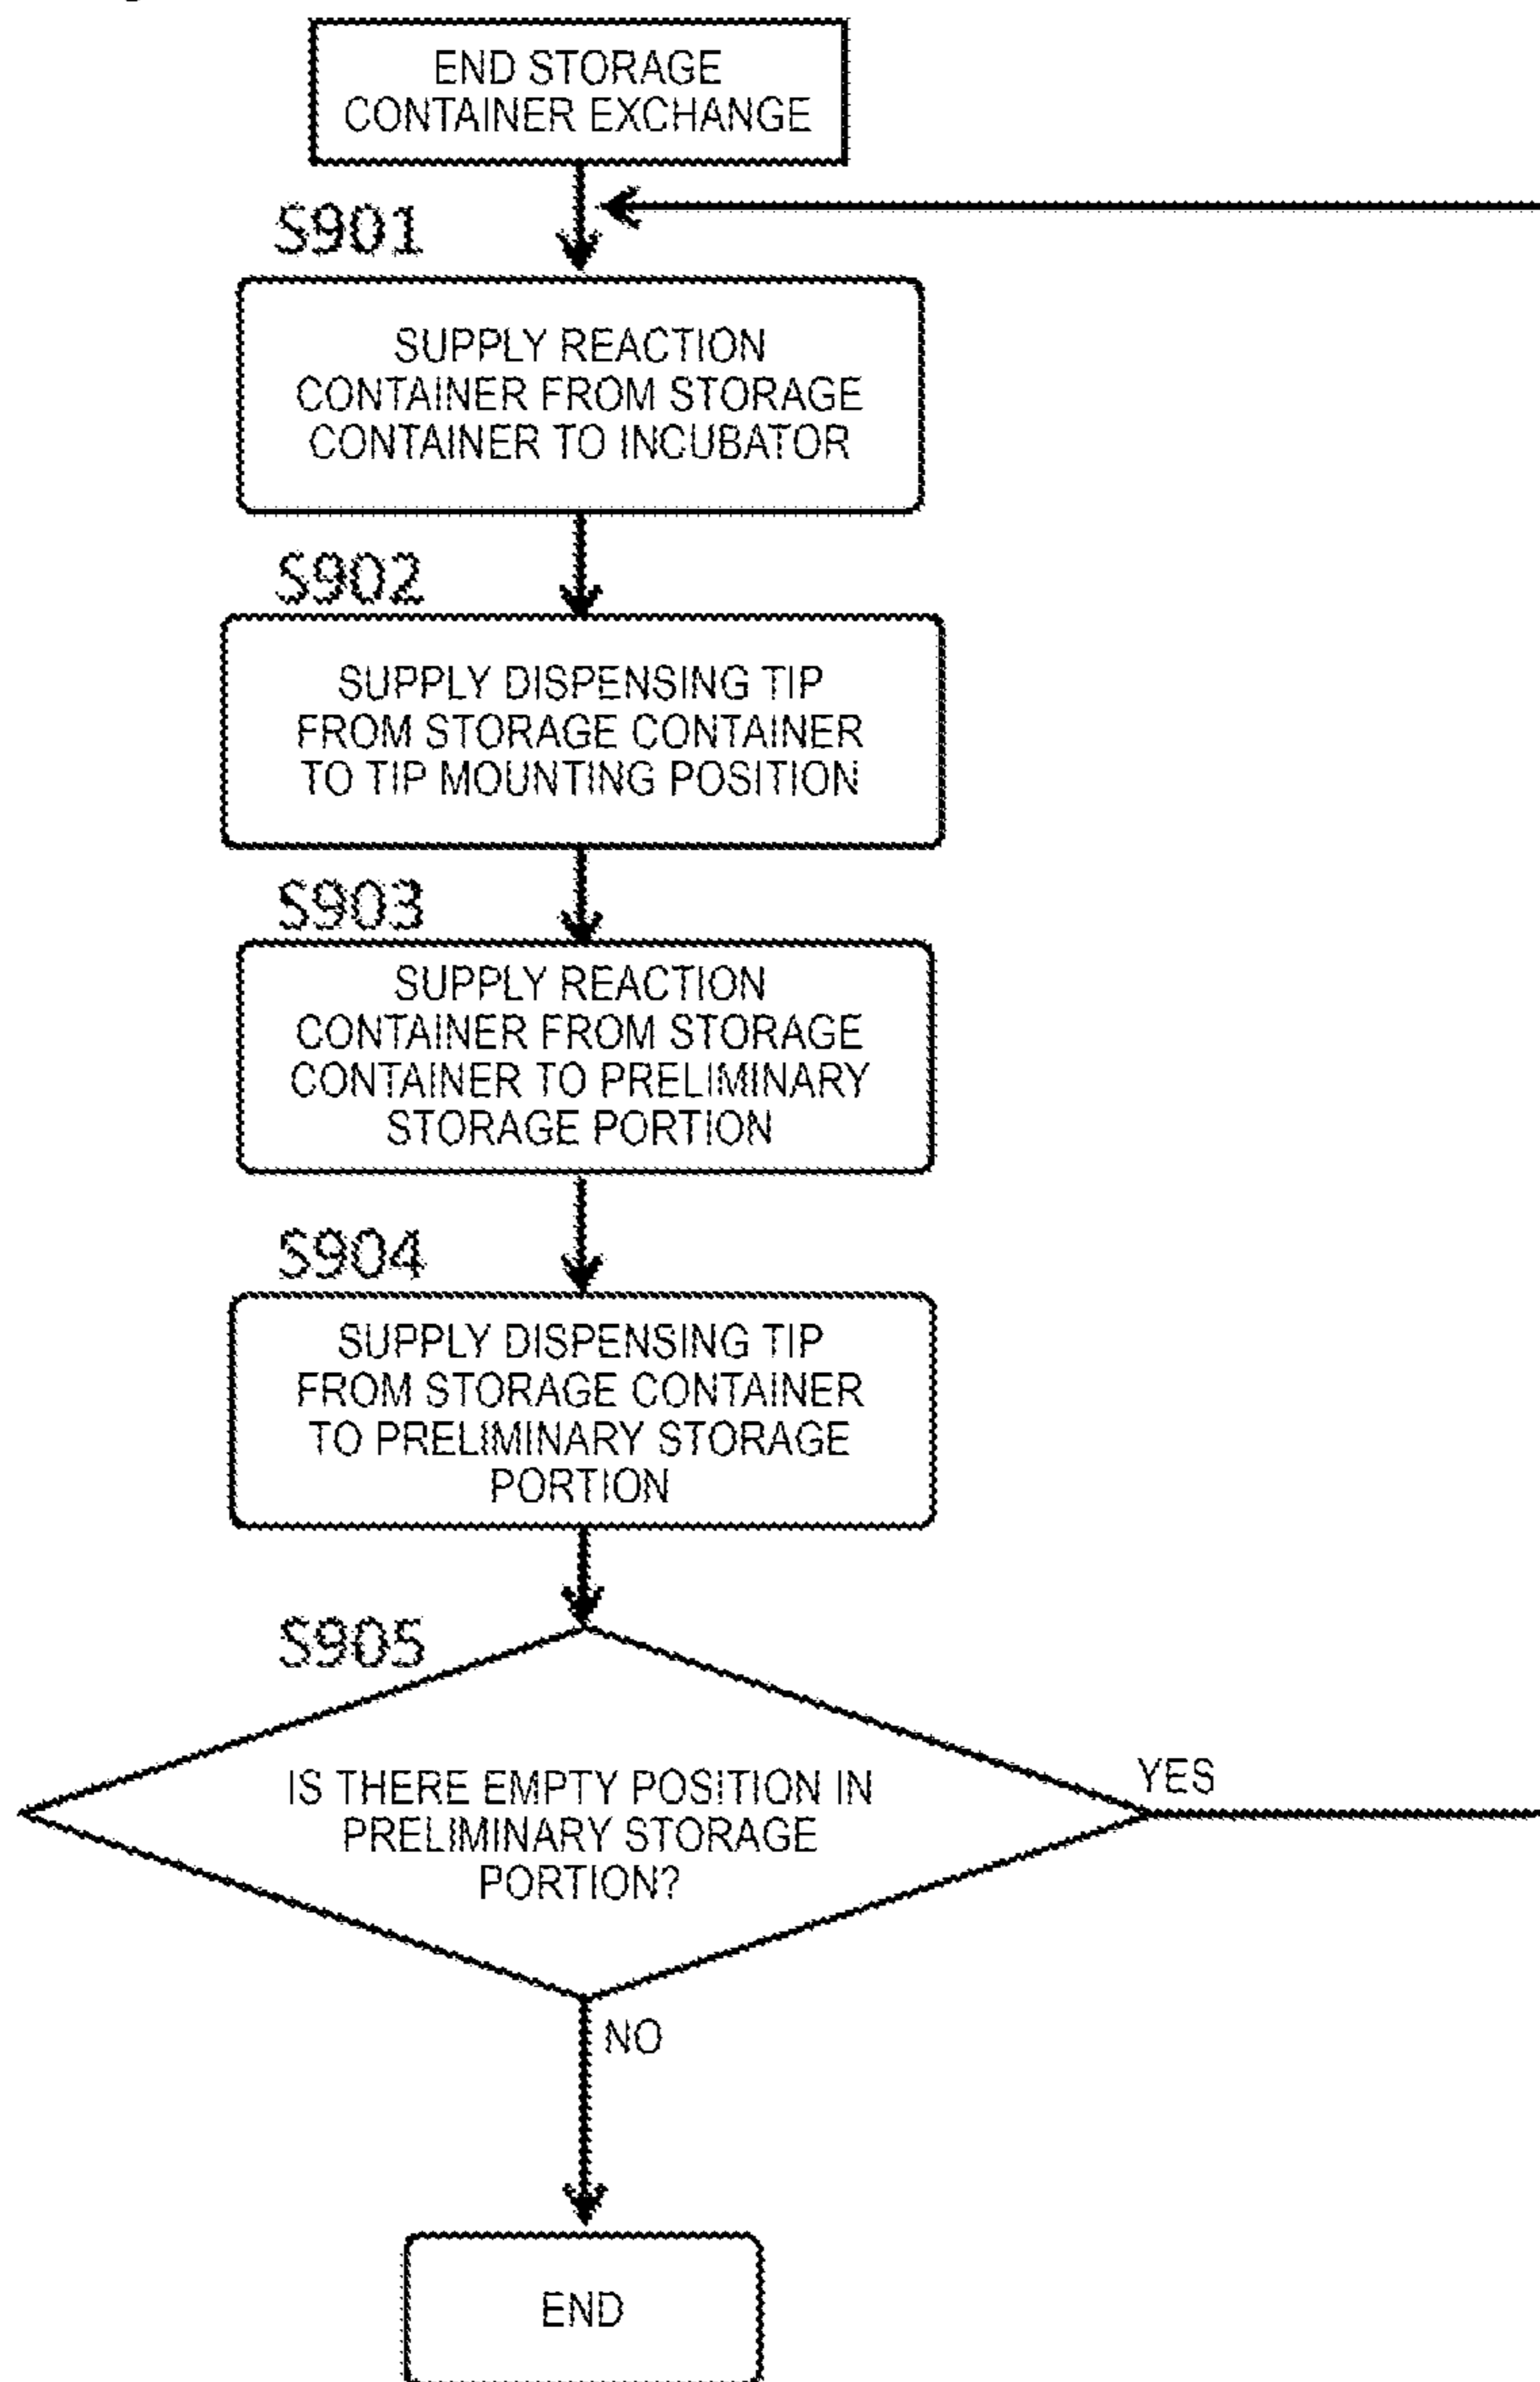 END STORAGE
CONTAINER EXCHANGE
S901
SUPPLY REACTION
CONTAINER FROM STORAGE
CONTAINER TO INCUBATOR
S902
SUPPLY DISPENSING TIP
FROM STORAGE CONTAINER
TO TIP MOUNTING POSITION
S903
SUPPLY REACTION
CONTAINER FROM STORAGE
CONTAINER TO PRELIMINARY
STORAGE PORTION
S904
SUPPLY DISPENSING TIP
FROM STORAGE CONTAINER
TO PRELIMINARY STORAGE
PORTION
S905
IS THERE EMPTY POSITION IN
PRELIMINARY STORAGE
PORTION?
YES
NO
END